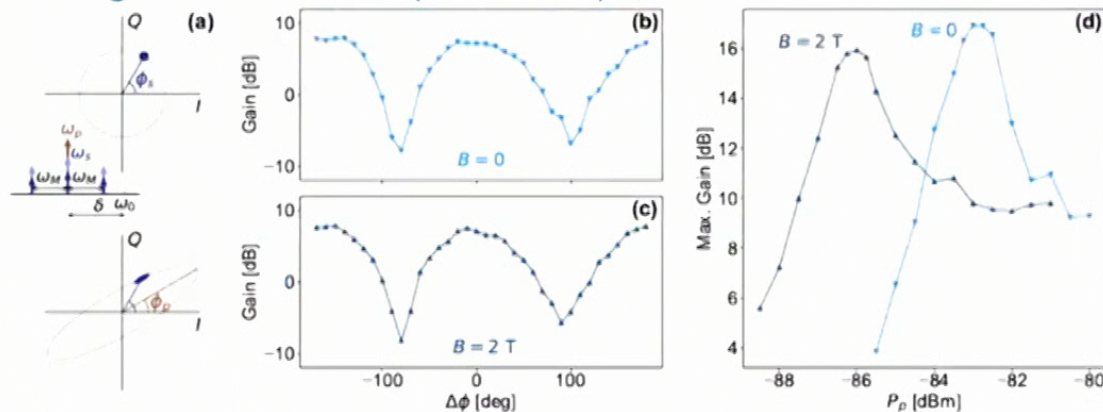 (a)
Q
ϕs
I
ωp
ωs
ωM ωM
δ ω0
Q
ϕp
I
(b)
10
0
−10
Gain [dB]
B = 0
(c)
10
0
−10
Gain [dB]
B = 2 T
−100 0 100
Δϕ [deg]
(d)
B = 2 T
B = 0
16
14
12
10
8
6
4
Max. Gain [dB]
−88 −86 −84 −82 −80
Pp [dBm]